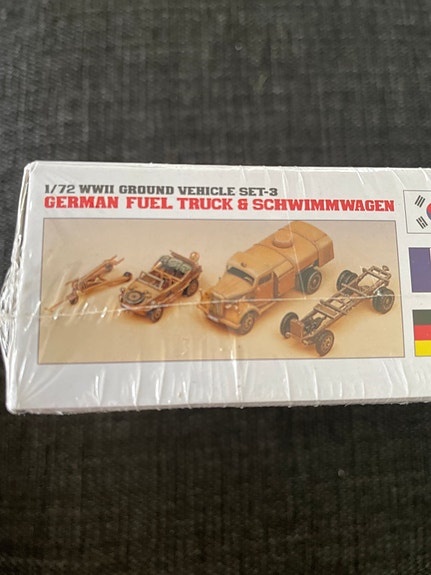 1/72 WWII GROUND VEHICLE SET-3
GERMAN FUEL TRUCK & SCHWIMMWAGEN